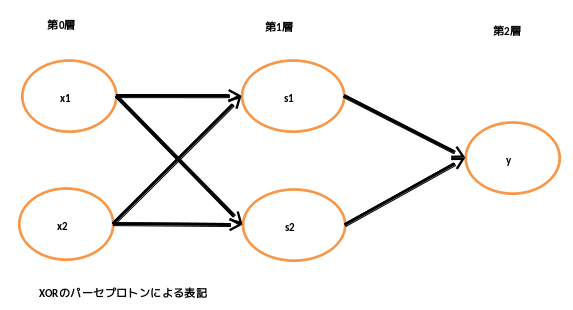 第0層
第1層
第2層
x1
s1
y
x2
s2
XORのパーセプロトンによる表記